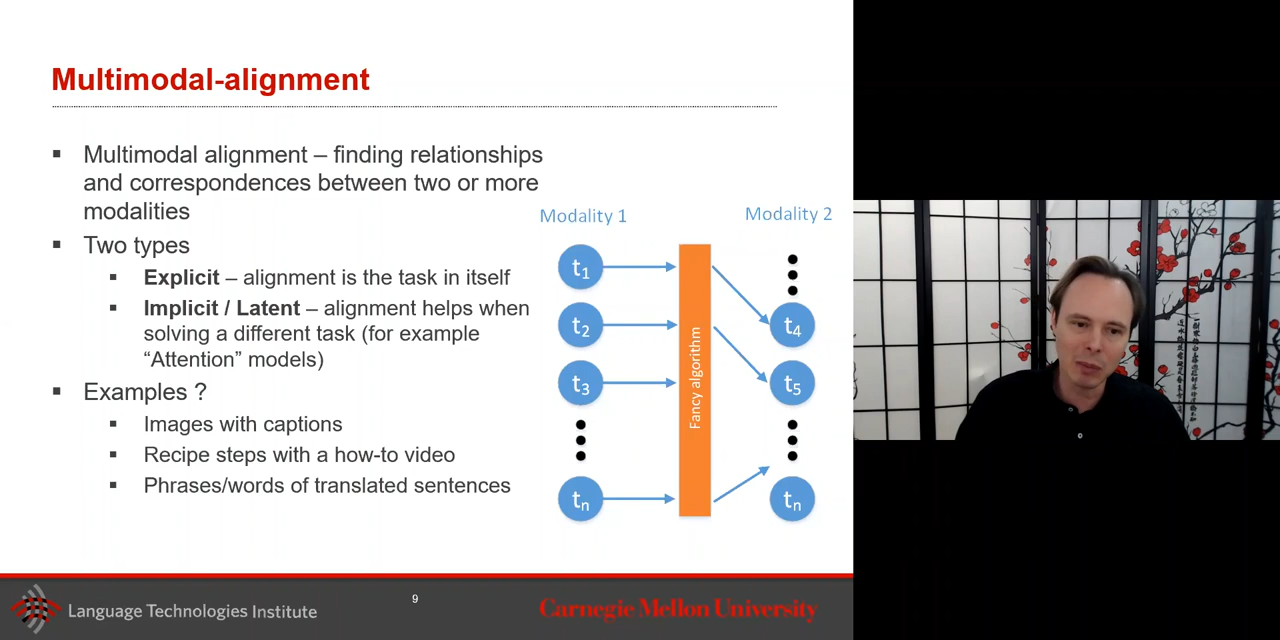 Multimodal-alignment
▪ Multimodal alignment – finding relationships
and correspondences between two or more
modalities
▪ Two types
▪ Explicit – alignment is the task in itself
▪ Implicit / Latent – alignment helps when
solving a different task (for example
“Attention” models)
▪ Examples ?
▪ Images with captions
▪ Recipe steps with a how-to video
▪ Phrases/words of translated sentences
Modality 1
Modality 2
t1
t2
t3
tn
Fancy algorithm
t4
t5
tn
Language Technologies Institute
9
Carnegie Mellon University